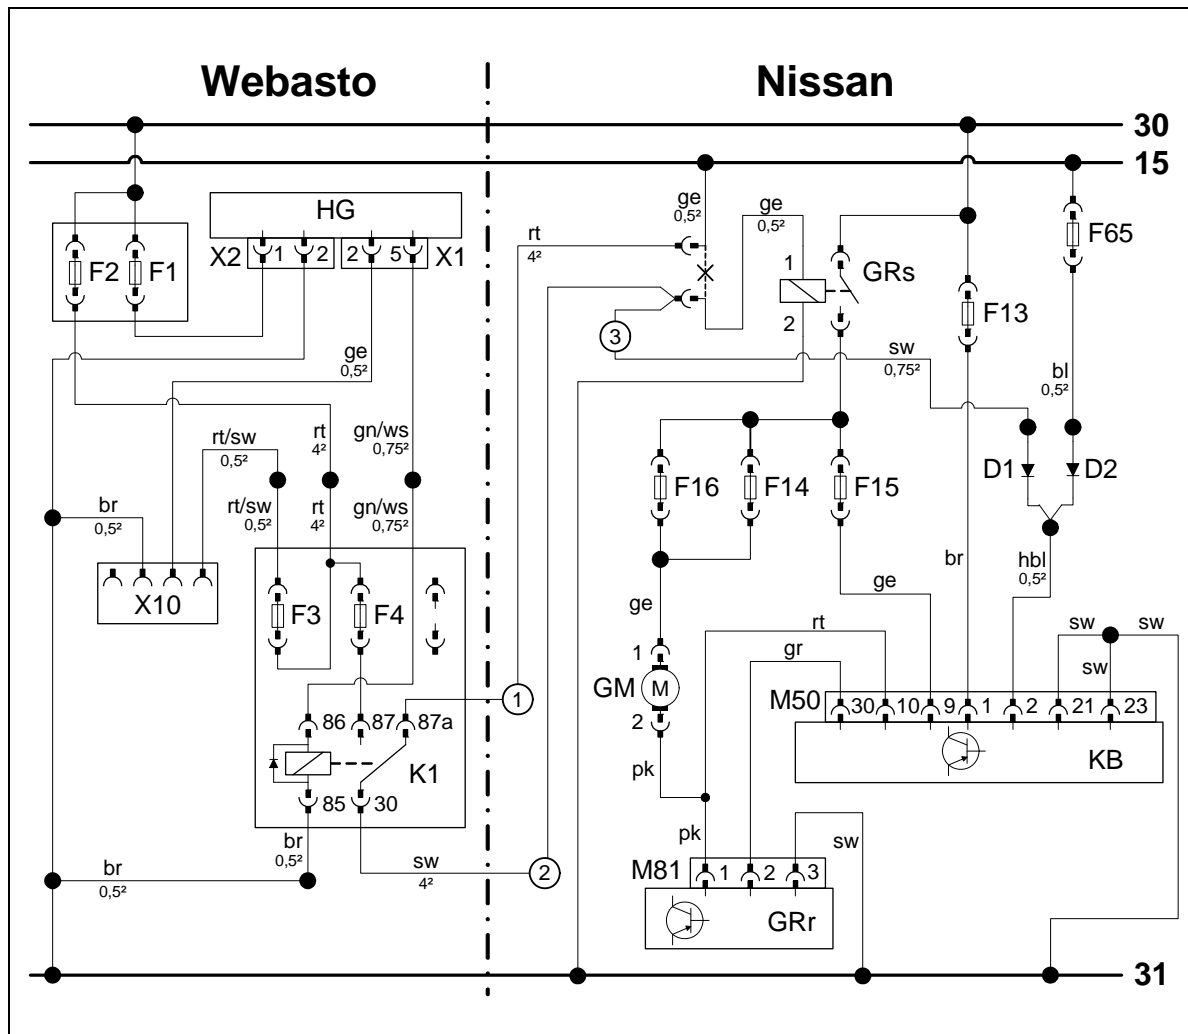 Webasto
Nissan
30
15
HG
ge
0,5²
ge
0,5²
rt
4²
X2
1
2
2
5
X1
F2
F1
F65
1
GRs
2
F13
3
sw
0,75²
ge
0,5²
bl
0,5²
rt/sw
0,5²
rt
4²
gn/ws
0,75²
D1
D2
F16
F14
F15
rt/sw
0,5²
rt
4²
gn/ws
0,75²
br
0,5²
X10
F3
F4
br
hbl
0,5²
ge
ge
rt
gr
sw
sw
sw
1
GM
M
2
M50
30
10
9
1
2
21
23
KB
1
86
87
87a
K1
85
30
pk
pk
br
0,5²
sw
4²
2
br
0,5²
sw
M81
1
2
3
GRr
31